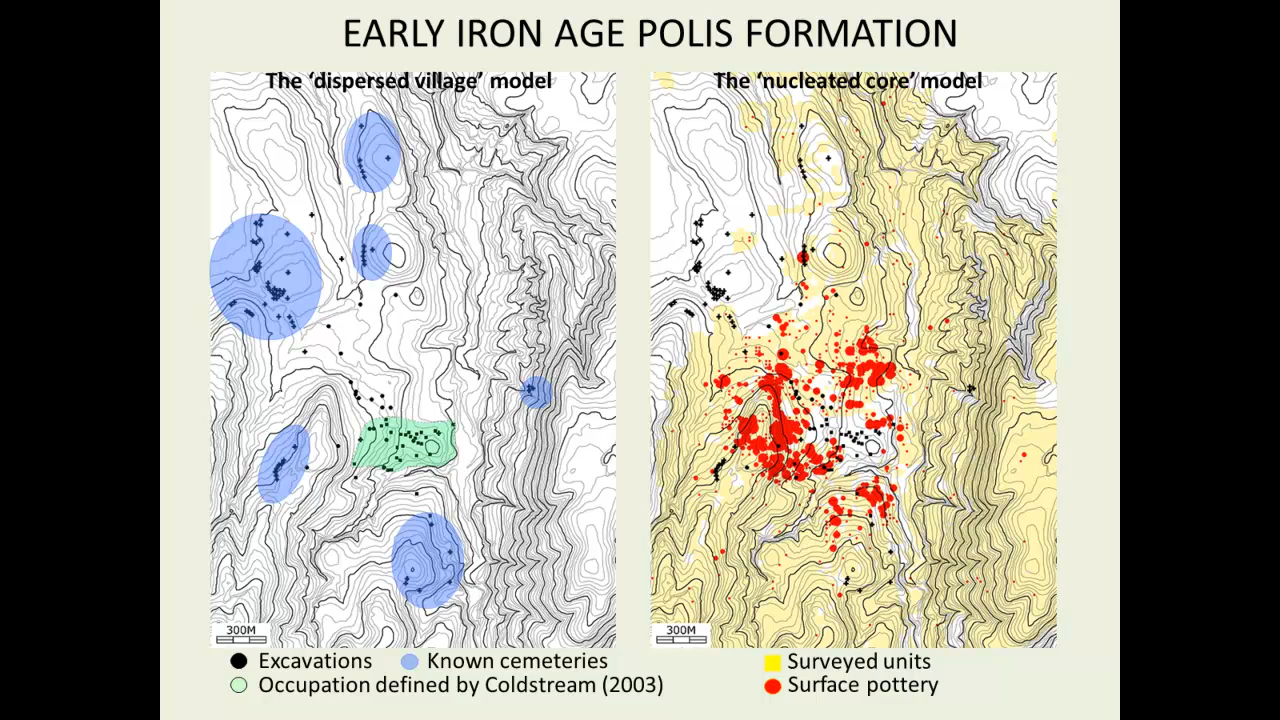 EARLY IRON AGE POLIS FORMATION
The ‘dispersed village’ model
The ‘nucleated core’ model
300M
300M
Excavations
Known cemeteries
Occupation defined by Coldstream (2003)
Surveyed units
Surface pottery